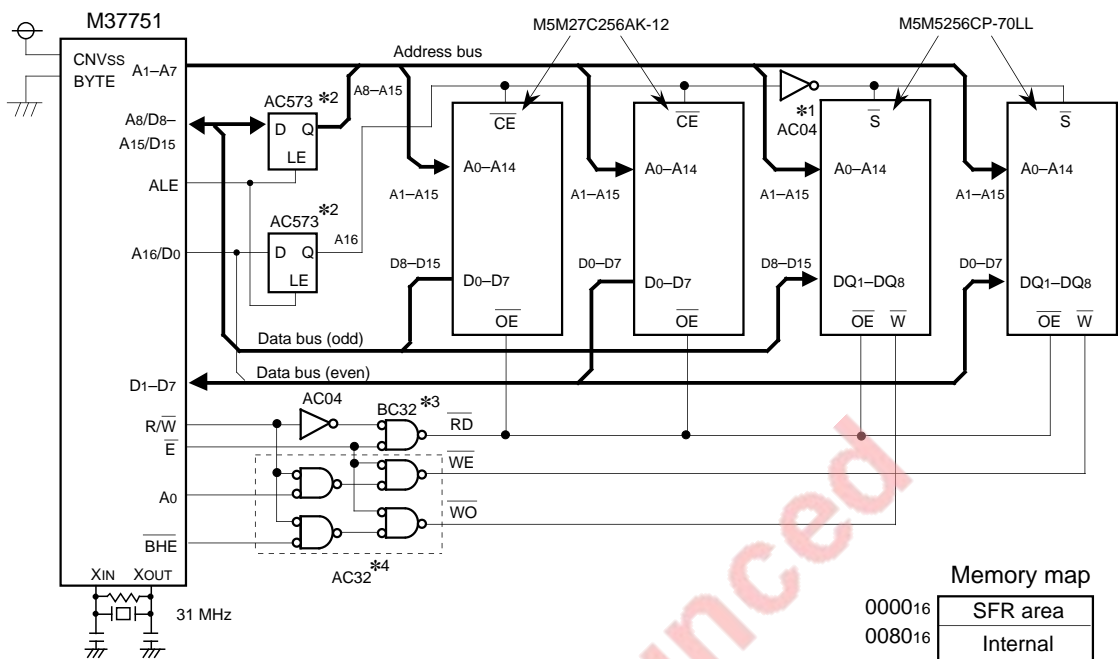 M37751
M5M27C256AK-12
M5M5256CP-70LL
CNVSS
BYTE
A1–A7
Address bus
A8–A15
A8/D8–
A15/D15
AC573 *2
D Q
LE
ALE
AC573 *2
A16/D0
D Q
LE
A16
CE
A0–A14
A1–A15
D8–D15
D0–D7
OE
CE
A0–A14
A1–A15
D0–D7
D0–D7
OE
*1
AC04
S
A0–A14
A1–A15
D8–D15
DQ1–DQ8
OE W
S
A0–A14
A1–A15
D0–D7
DQ1–DQ8
OE W
Data bus (odd)
Data bus (even)
D1–D7
R/W
E
A0
BHE
AC04
BC32 *3
RD
WE
WO
AC32 *4
XIN XOUT
31 MHz
Memory map
000016
SFR area
008016
Internal
unced